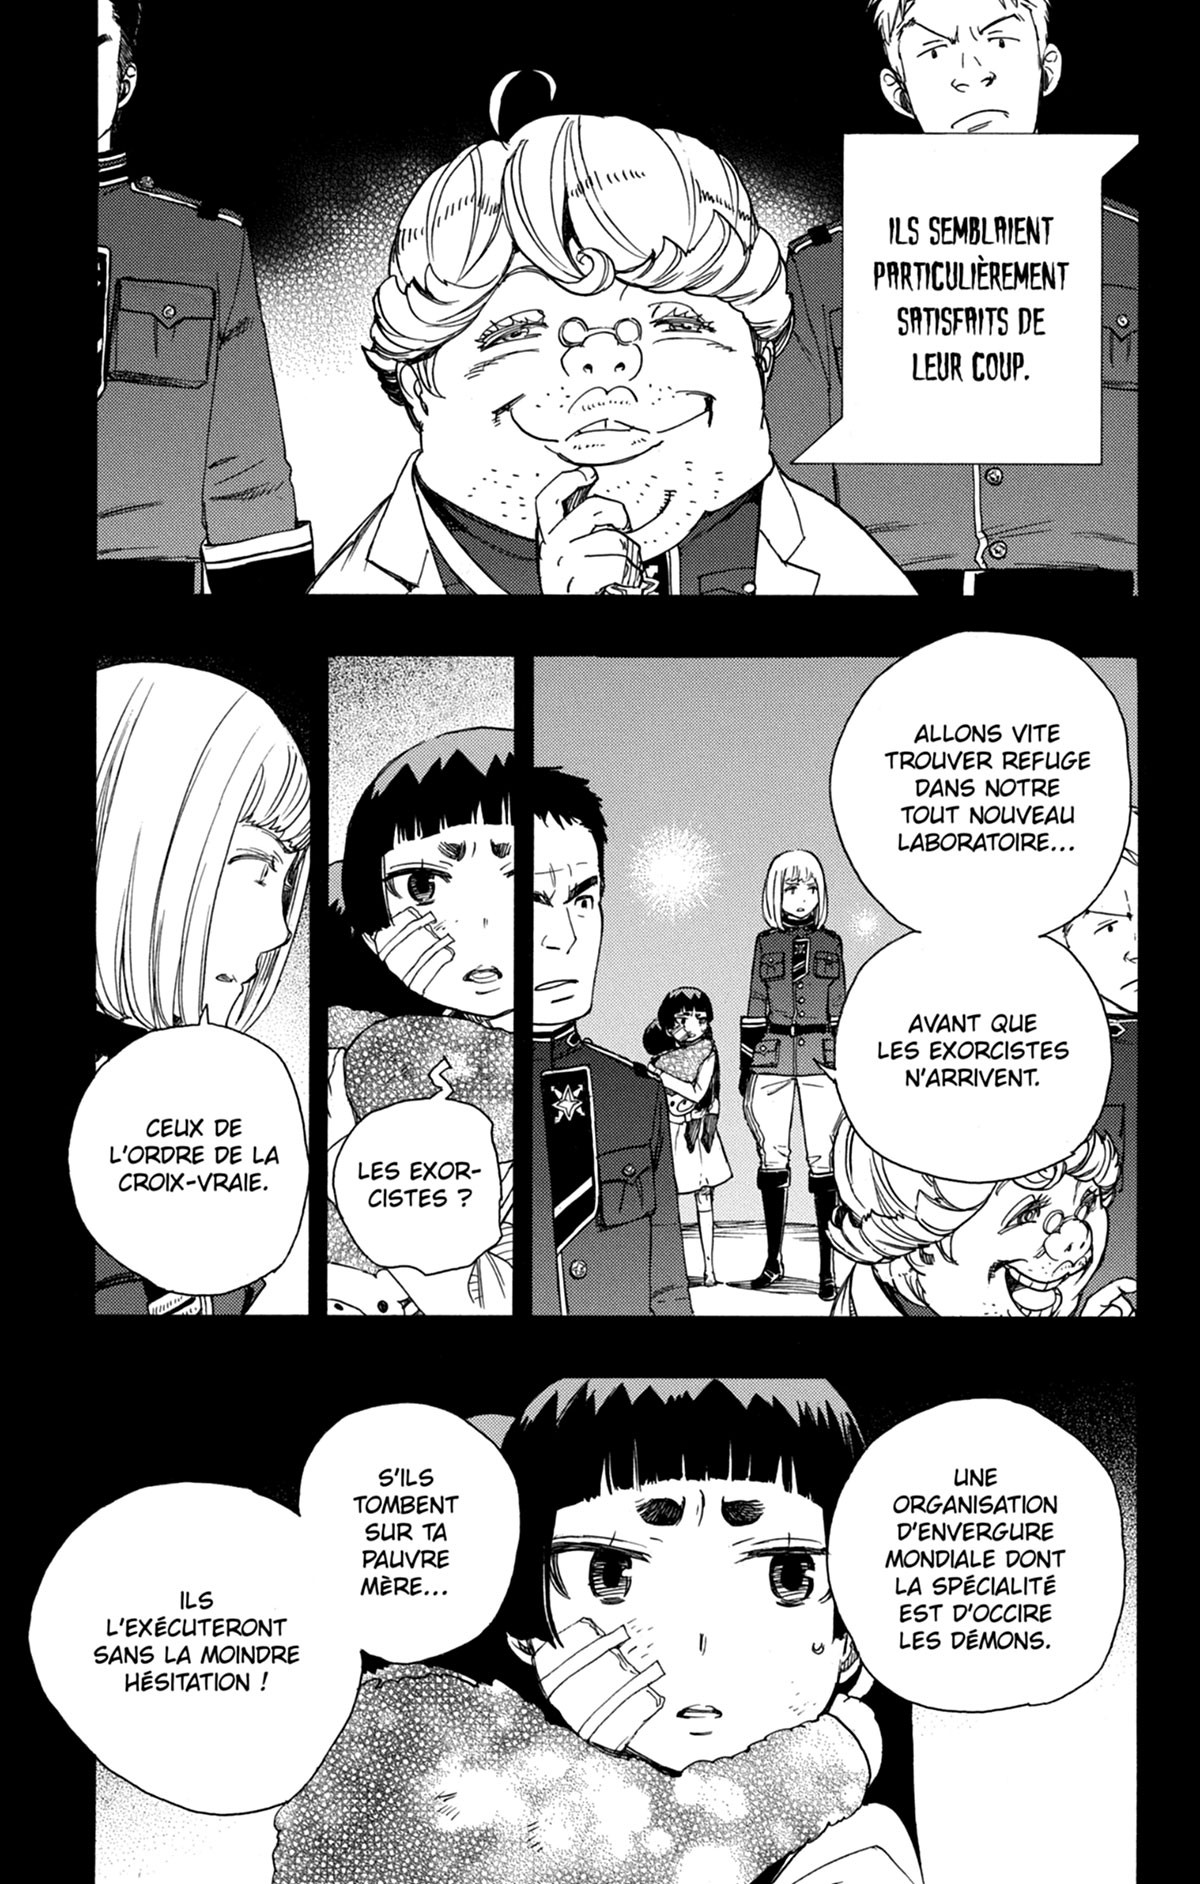 ILS SEMBLAIENT
PARTICULIÈREMENT
SATISFAITS DE
LEUR COUP.
ALLONS VITE
TROUVER REFUGE
DANS NOTRE
TOUT NOUVEAU
LABORATOIRE...
AVANT QUE
LES EXORCISTES
N'ARRIVENT.
LES EXOR-
CISTES ?
CEUX DE
L'ORDRE DE LA
CROIX-VRAIE.
UNE
ORGANISATION
D'ENVERGURE
MONDIALE DONT
LA SPÉCIALITÉ
EST D'OCCIRE
LES DÉMONS.
S'ILS
TOMBENT
SUR TA
PAUVRE
MÈRE...
ILS
L'EXÉCUTERONT
SANS LA MOINDRE
HÉSITATION !